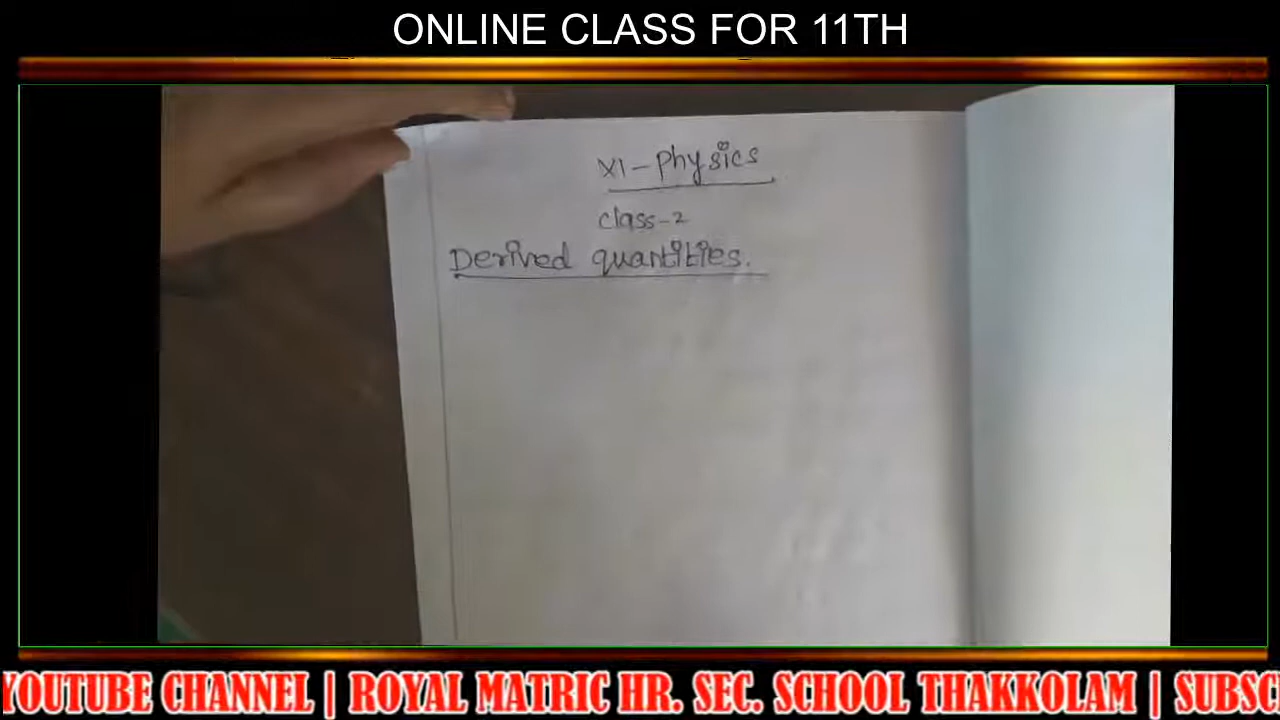 ONLINE CLASS FOR 11TH
XI - Physics
class-2
Derived quantities.
YOUTUBE CHANNEL | ROYAL MATRIC HR. SEC. SCHOOL THAKKOLAM | SUBSC